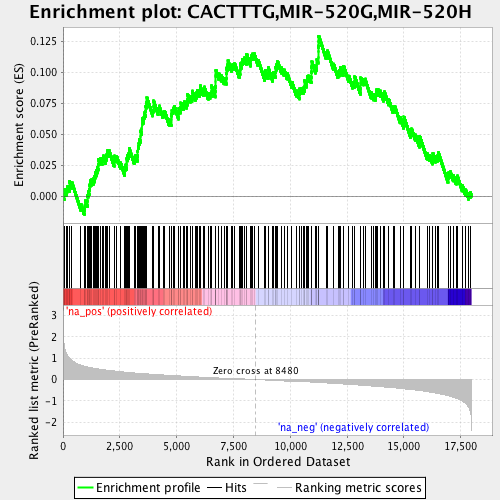 Enrichment plot: CACTTTG,MIR-520G,MIR-520H
Enrichment score (ES)
0.125
0.100
0.075
0.050
0.025
0.000
Ranked list metric (PreRanked)
'na_pos' (positively correlated)
3
2
1
0
-1
-2
Zero cross at 8480
'na_neg' (negatively correlated)
0
2,500
5,000
7,500
10,000
12,500
15,000
17,500
Rank in Ordered Dataset
Enrichment profile
Hits
Ranking metric scores